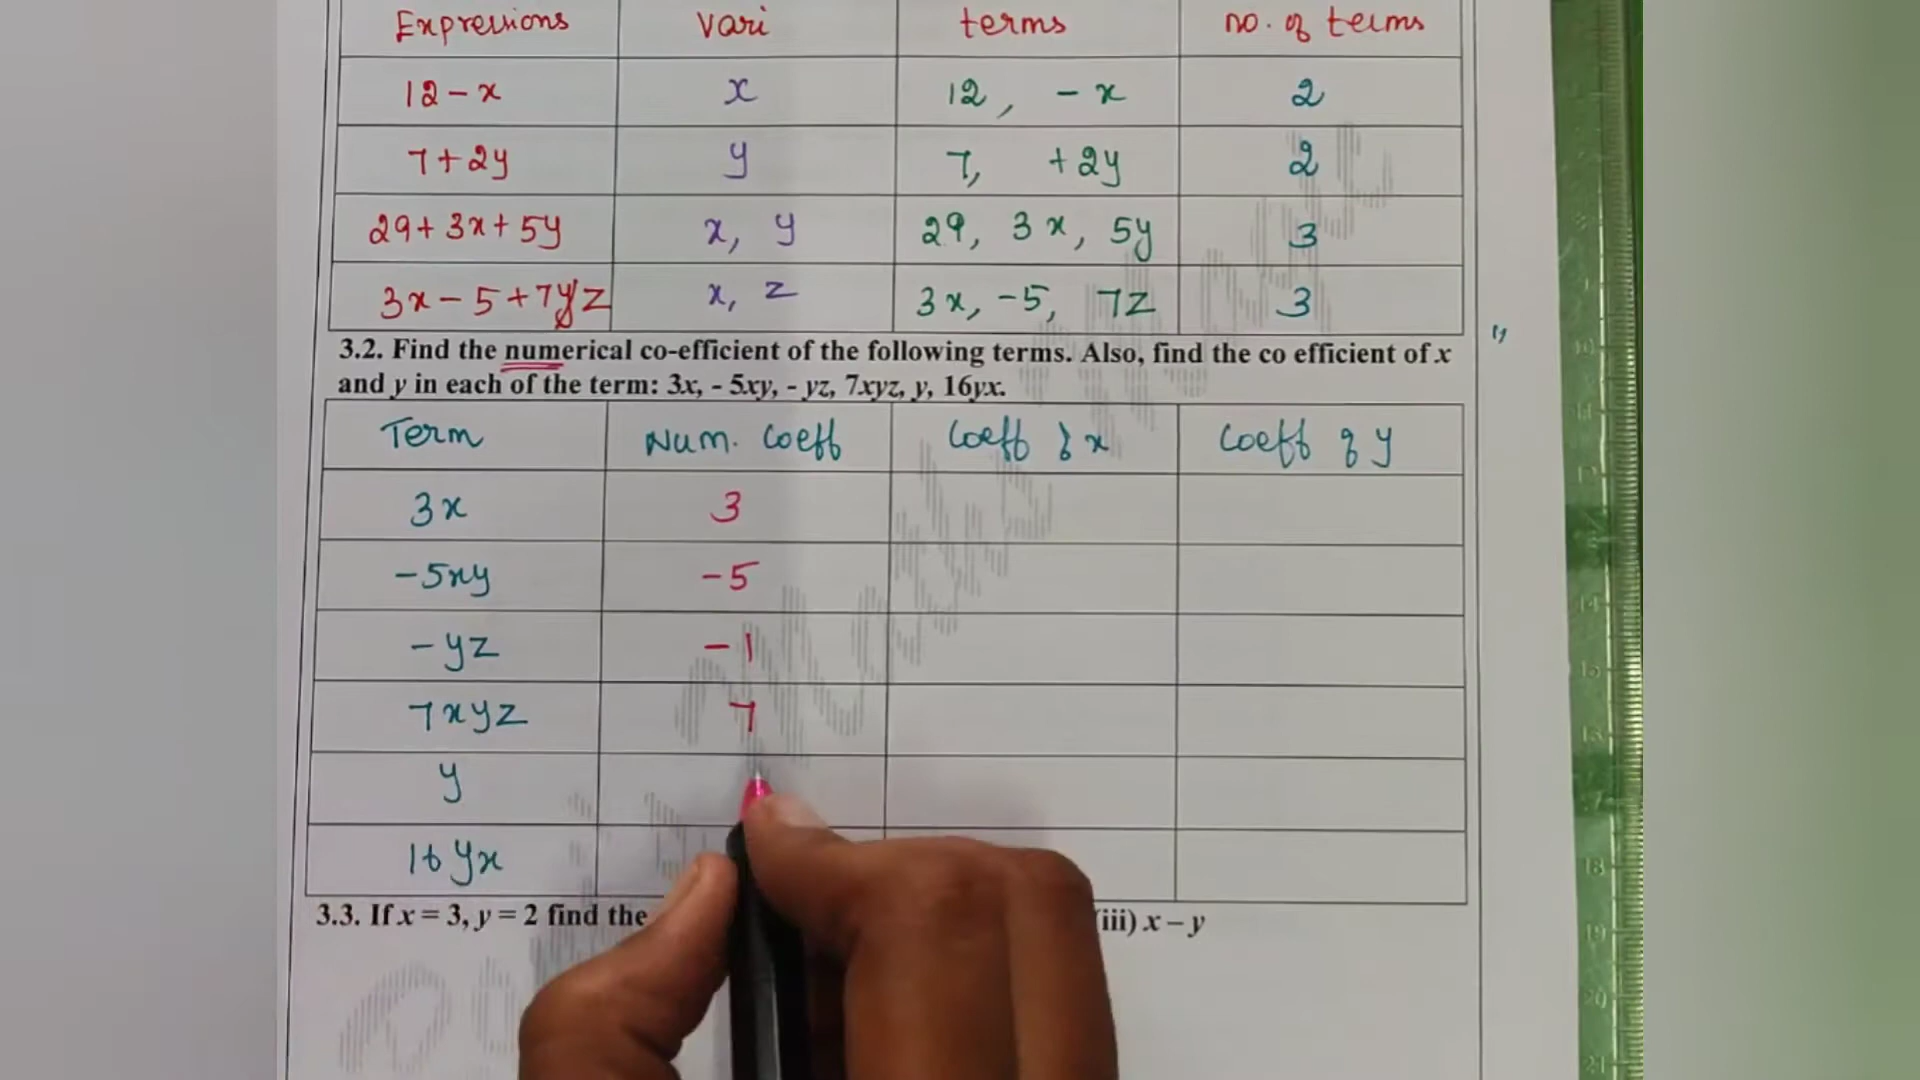 Expressions vari terms no. of terms
12 - x x 12, - x 2
7 + 2y y 7, + 2y 2
29 + 3x + 5y x, y 29, 3x, 5y 3
3x - 5 + 7yz x, z 3x, -5, 7z 3
3.2. Find the numerical co-efficient of the following terms. Also, find the co efficient of x
and y in each of the term: 3x, - 5xy, - yz, 7xyz, y, 16yx.
Term Num. Coeff Coeff of x Coeff of y
3x 3
-5xy -5
-yz -1
7xyz 7
y
16yx
3.3. If x = 3, y = 2 find the
iii) x – y